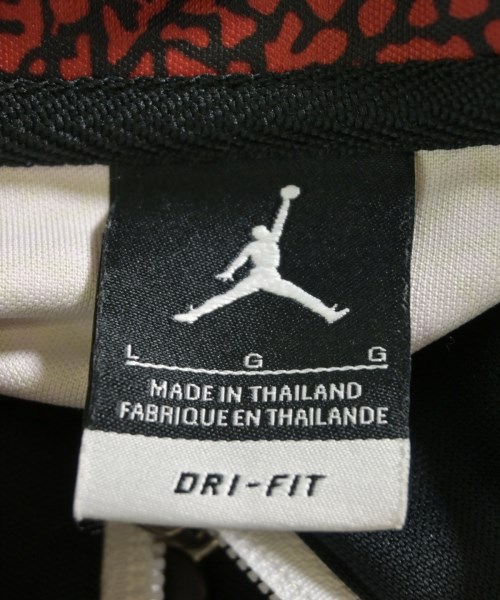 L G G
MADE IN THAILAND
FABRIQUE EN THAILANDE
DRI-FIT